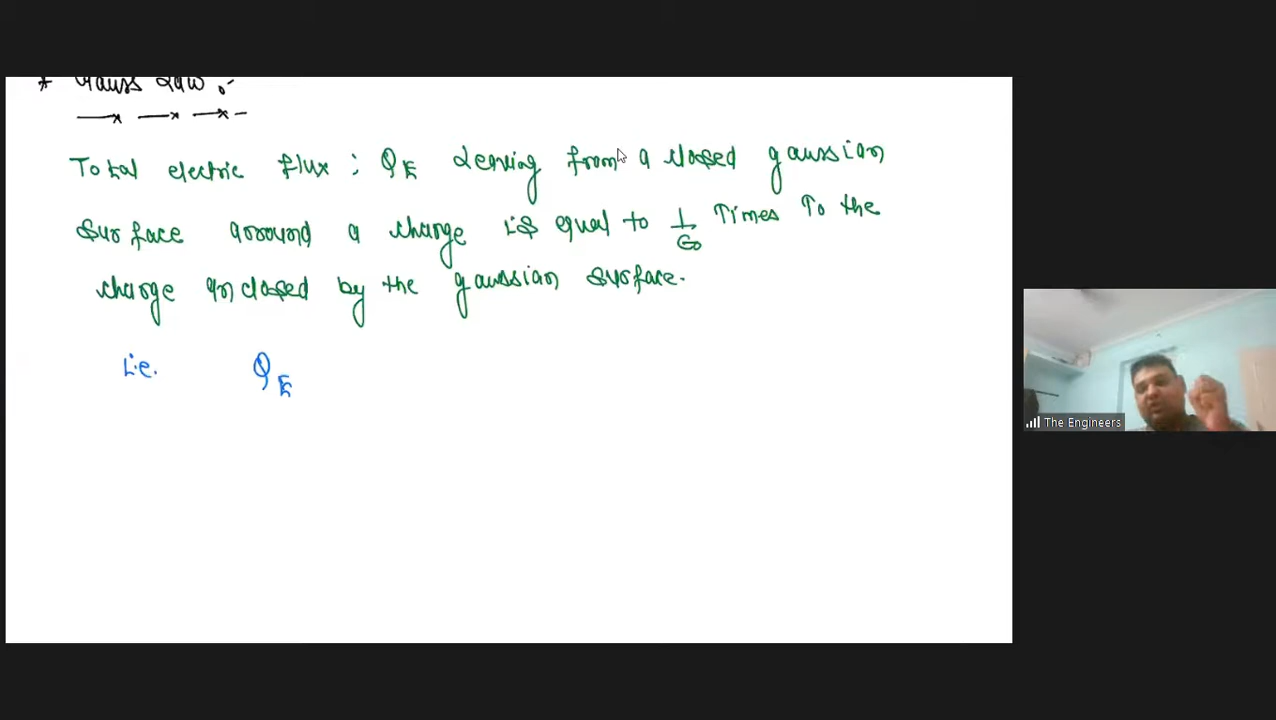 * Gauss Law :-
Total electric flux ; φE Leaving from a closed gaussian
surface around a charge is equal to 1/ε0 Times To the
charge enclosed by the gaussian surface.
i.e. φE
The Engineers